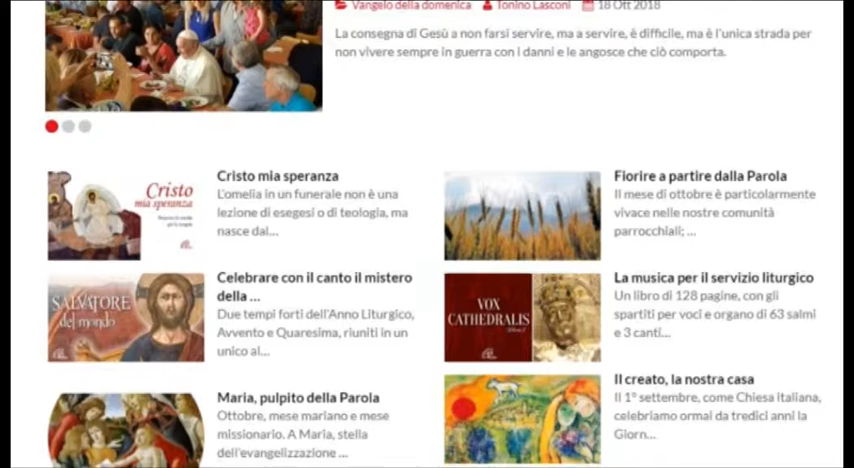 Vangelo della domenica Tonino Lasconi 18 Ott 2018
La consegna di Gesù a non farsi servire, ma a servire, è difficile, ma è l'unica strada per
non vivere sempre in guerra con i danni e le angosce che ciò comporta.
Cristo
mia speranza
Cristo mia speranza
L'omelia in un funerale non è una
lezione di esegesi o di teologia, ma
nasce dal...
Fiorire a partire dalla Parola
Il mese di ottobre è particolarmente
vivace nelle nostre comunità
parrocchiali; ...
SALVATORE
del mondo
Celebrare con il canto il mistero
della ...
Due tempi forti dell'Anno Liturgico,
Avvento e Quaresima, riuniti in un
unico al...
VOX
CATHEDRALIS
La musica per il servizio liturgico
Un libro di 128 pagine, con gli
spartiti per voci e organo di 63 salmi
e 3 canti...
Maria, pulpito della Parola
Ottobre, mese mariano e mese
missionario. A Maria, stella
dell'evangelizzazione ...
Il creato, la nostra casa
Il 1° settembre, come Chiesa italiana,
celebriamo ormai da tredici anni la
Giorn...